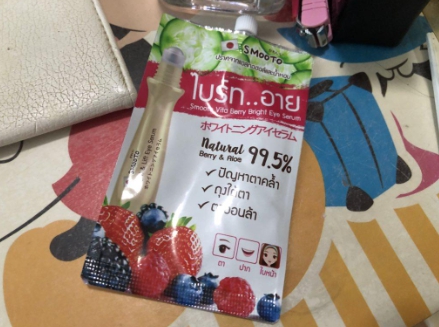 SMOOTO
ไบร้ท..อาย
Smooto Vita Berry Bright Eye Serum
ホワイトニングアイセラム
Natural 99.5%
Berry & Aloe
✓ ปัญหาตาคล้ำ
✓ ถุงใต้ตา
✓ ตาอ่อนล้า
ตา ปาก ใบหน้า
SMOOTO